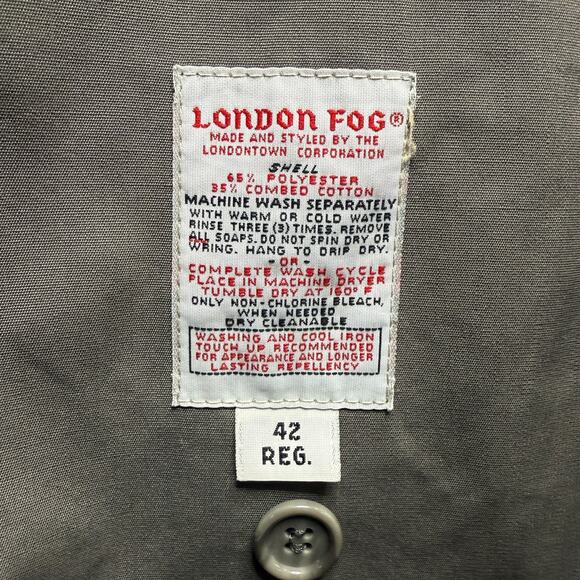 LONDON FOG®
MADE AND STYLED BY THE
LONDONTOWN CORPORATION
SHELL
65% POLYESTER
35% COMBED COTTON
MACHINE WASH SEPARATELY
WITH WARM OR COLD WATER
RINSE THREE (3) TIMES. REMOVE
ALL SOAPS. DO NOT SPIN DRY OR
WRING. HANG TO DRIP DRY.
-OR-
COMPLETE WASH CYCLE
PLACE IN MACHINE DRYER
TUMBLE DRY AT 160° F
ONLY NON-CHLORINE BLEACH,
WHEN NEEDED
DRY CLEANABLE
WASHING AND COOL IRON
TOUCH UP RECOMMENDED
FOR APPEARANCE AND LONGER
LASTING REPELLENCY
42
REG.